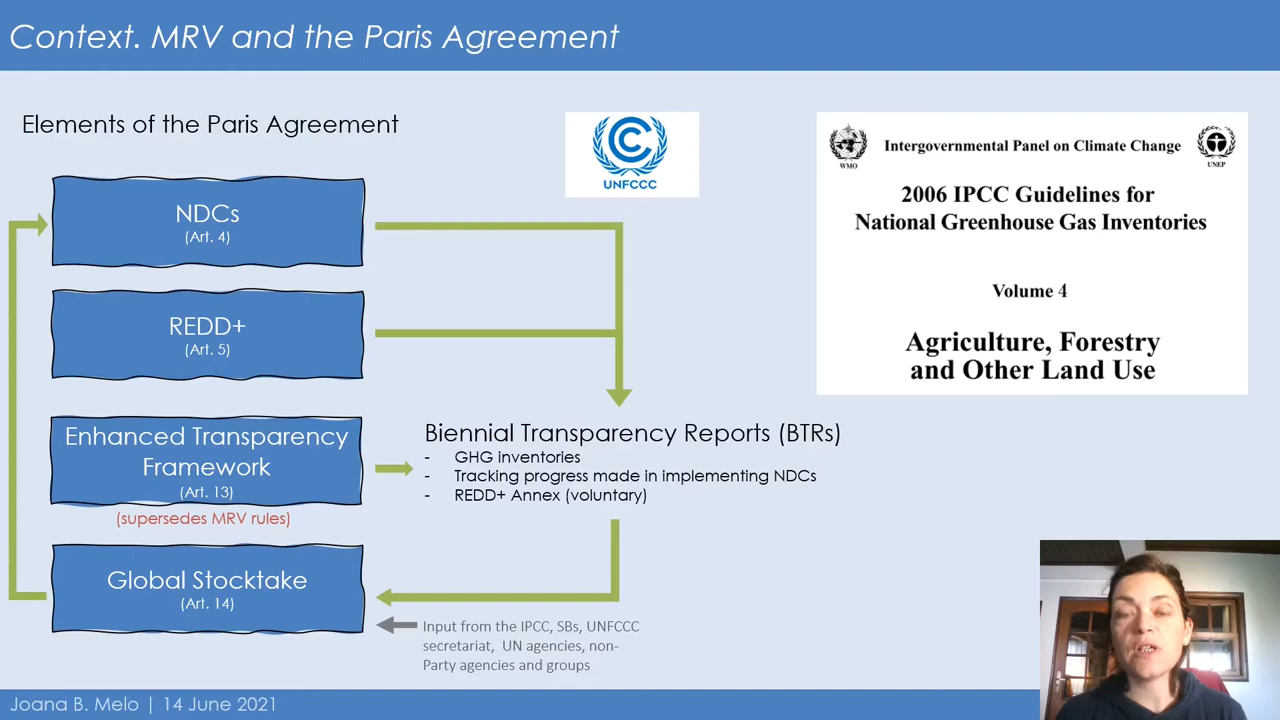 Context. MRV and the Paris Agreement
Elements of the Paris Agreement
NDCs
(Art. 4)
REDD+
(Art. 5)
Enhanced Transparency
Framework
(Art. 13)
(supersedes MRV rules)
Global Stocktake
(Art. 14)
UNFCCC
Biennial Transparency Reports (BTRs)
- GHG inventories
- Tracking progress made in implementing NDCs
- REDD+ Annex (voluntary)
Input from the IPCC, SBs, UNFCCC
secretariat, UN agencies, non-
Party agencies and groups
WMO
Intergovernmental Panel on Climate Change
UNEP
2006 IPCC Guidelines for
National Greenhouse Gas Inventories
Volume 4
Agriculture, Forestry
and Other Land Use
Joana B. Melo | 14 June 2021